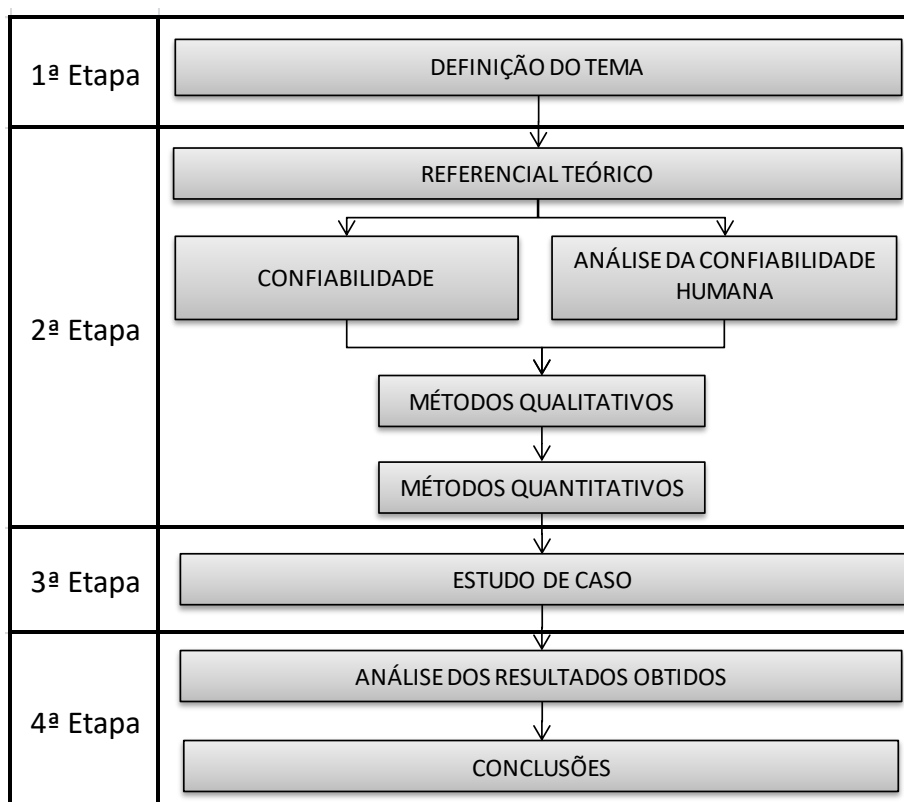 1ª Etapa
DEFINIÇÃO DO TEMA
2ª Etapa
REFERENCIAL TEÓRICO
CONFIABILIDADE
ANÁLISE DA CONFIABILIDADE
HUMANA
MÉTODOS QUALITATIVOS
MÉTODOS QUANTITATIVOS
3ª Etapa
ESTUDO DE CASO
4ª Etapa
ANÁLISE DOS RESULTADOS OBTIDOS
CONCLUSÕES